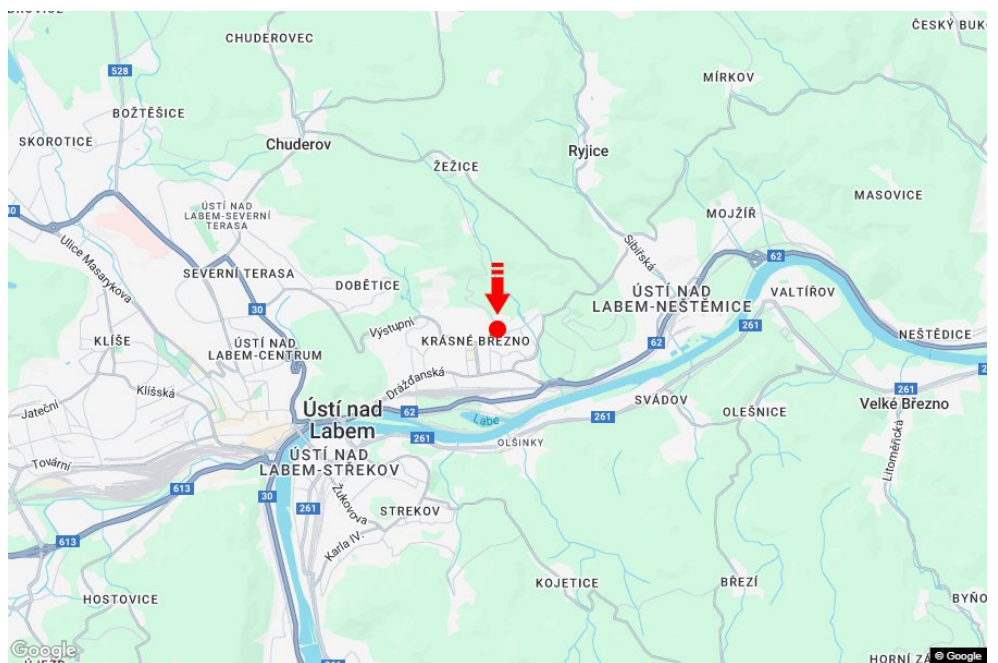 CHUDEROVEC
ČESKÝ BUK
528
MÍRKOV
BOŽTĚŠICE
SKOROTICE
Chuderov
Ryjice
ŽEŽICE
MASOVICE
ÚSTÍ NAD
LABEM-SEVERNÍ
TERASA
MOJŽÍŘ
30
Ulice Masarykova
Sibiřská
62
SEVERNÍ TERASA
DOBĚTICE
ÚSTÍ NAD
LABEM-NEŠTĚMICE
VALTÍŘOV
30
Výstupní
261
NEŠTĚDICE
KLÍŠE
ÚSTÍ NAD
LABEM-CENTRUM
KRÁSNÉ BŘEZNO
62
Drážďanská
Klíšská
261
SVÁDOV
Velké Březno
Jateční
Ústí nad
Labem
62
Labe
261
OLEŠNICE
261
OLŠINKY
Litoměřická
ÚSTÍ NAD
LABEM-STŘEKOV
Tovární
613
30
Žukovova
261
STREKOV
613
Karla IV.
KOJETICE
BŘEZÍ
HOSTOVICE
BYŇO
Google
261
HORNÍ ZÁ
© Google